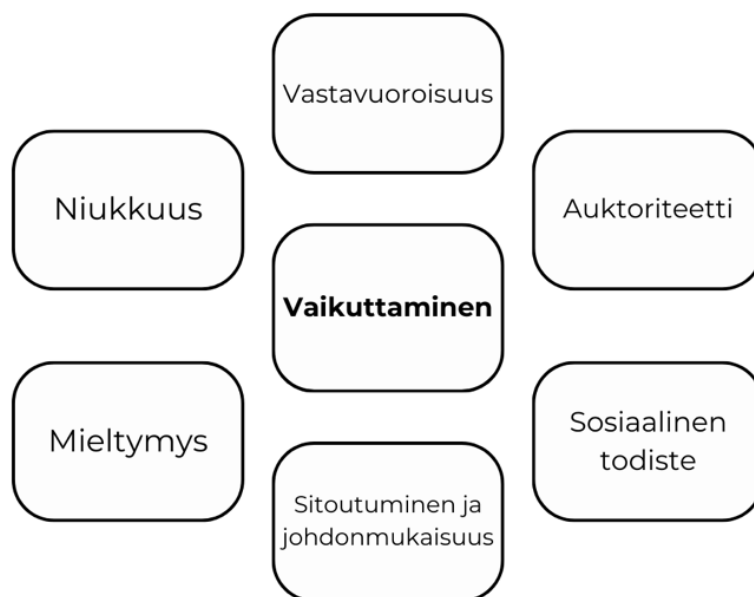 Vastavuoroisuus
Niukkuus
Auktoriteetti
Vaikuttaminen
Mieltymys
Sosiaalinen
todiste
Sitoutuminen ja
johdonmukaisuus